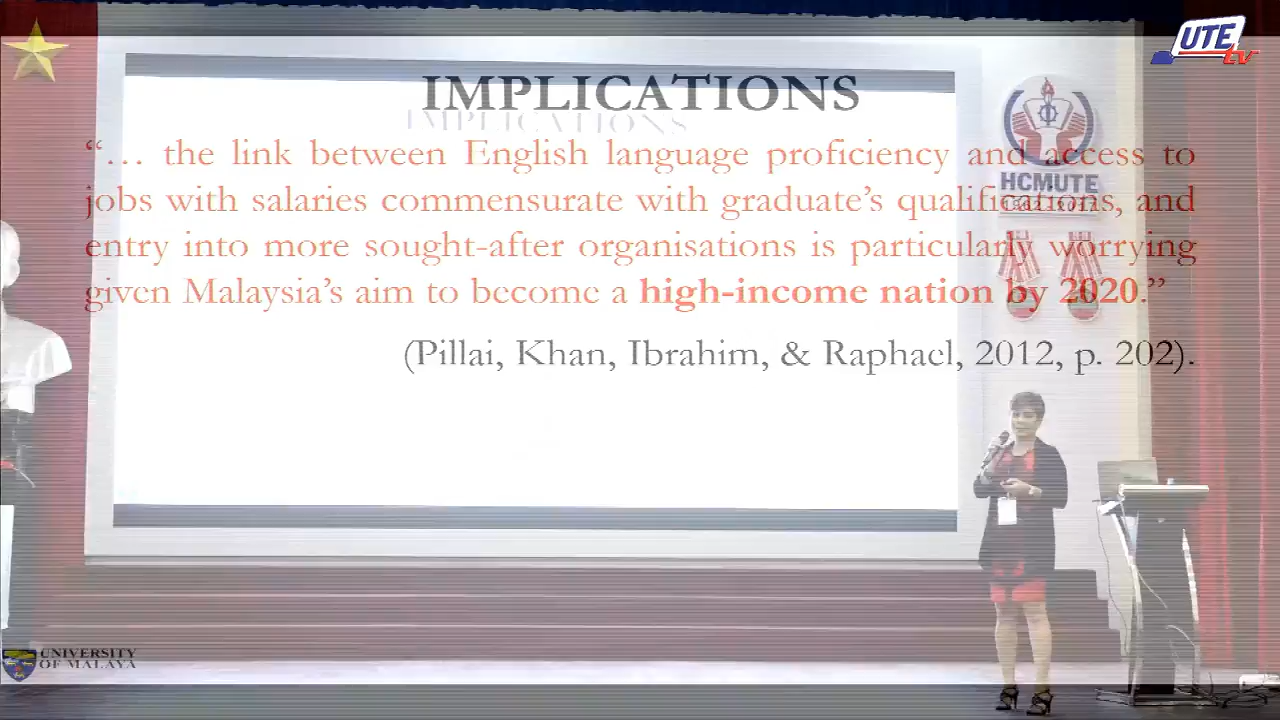 UTE
tv
IMPLICATIONS
IMPLICATIONS
“… the link between English language proficiency and access to
jobs with salaries commensurate with graduate’s qualifications, and
entry into more sought-after organisations is particularly worrying
given Malaysia’s aim to become a high-income nation by 2020.”
(Pillai, Khan, Ibrahim, & Raphael, 2012, p. 202).
HCMUTE
UNIVERSITY
OF MALAYA